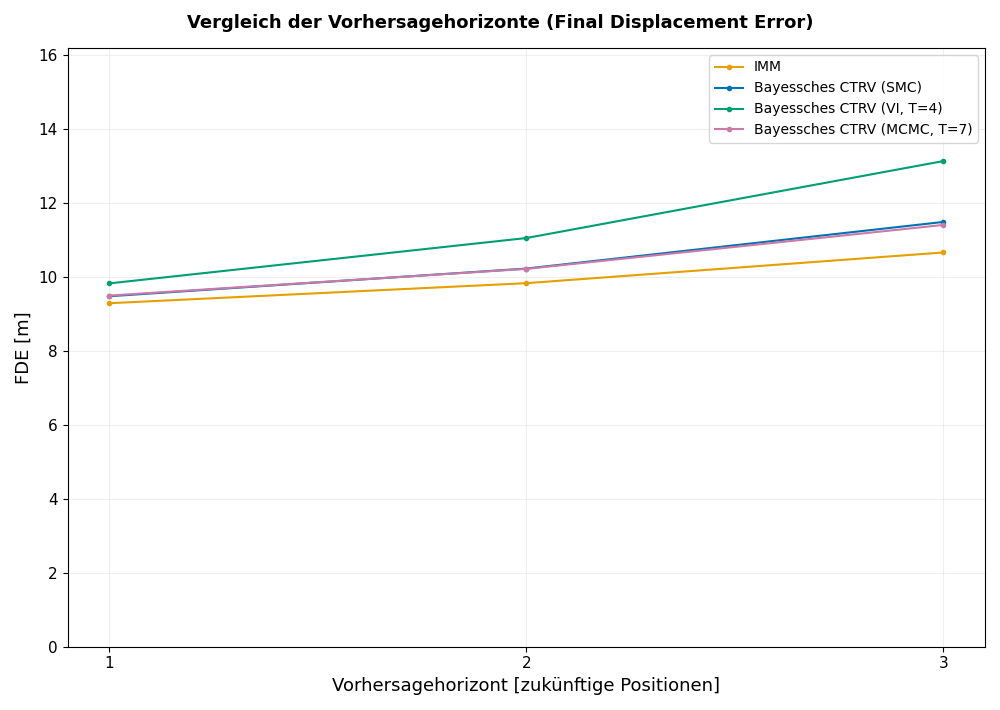 Vergleich der Vorhersagehorizonte (Final Displacement Error)
IMM
Bayessches CTRV (SMC)
Bayessches CTRV (VI, T=4)
Bayessches CTRV (MCMC, T=7)
FDE [m]
16
14
12
10
8
6
4
2
0
1
2
3
Vorhersagehorizont [zukünftige Positionen]